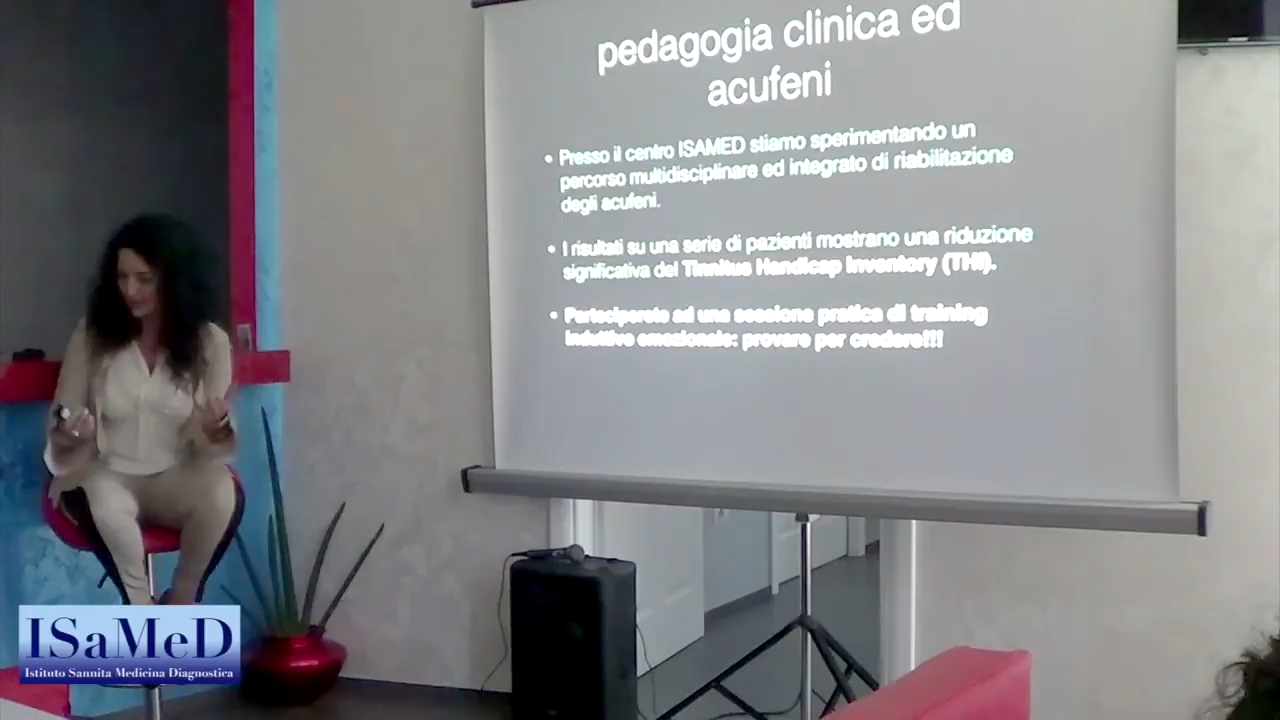 pedagogia clinica ed
acufeni
• Presso il centro ISAMED stiamo sperimentando un
percorso multidisciplinare ed integrato di riabilitazione
degli acufeni.
• I risultati su una serie di pazienti mostrano una riduzione
significativa del Tinnitus Handicap Inventory (THI).
• Parteciperete ad una sessione pratica di training
induttivo emozionale: provare per credere!!!
ISaMeD
Istituto Sannita Medicina Diagnostica